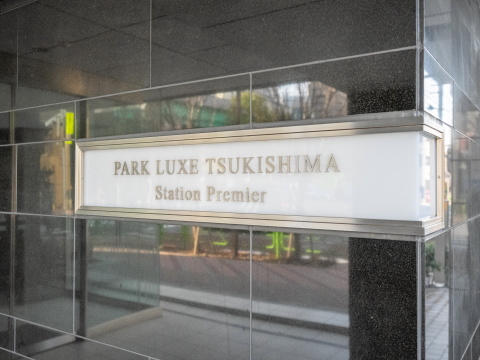 PARK LUXE TSUKISHIMA
Station Premier